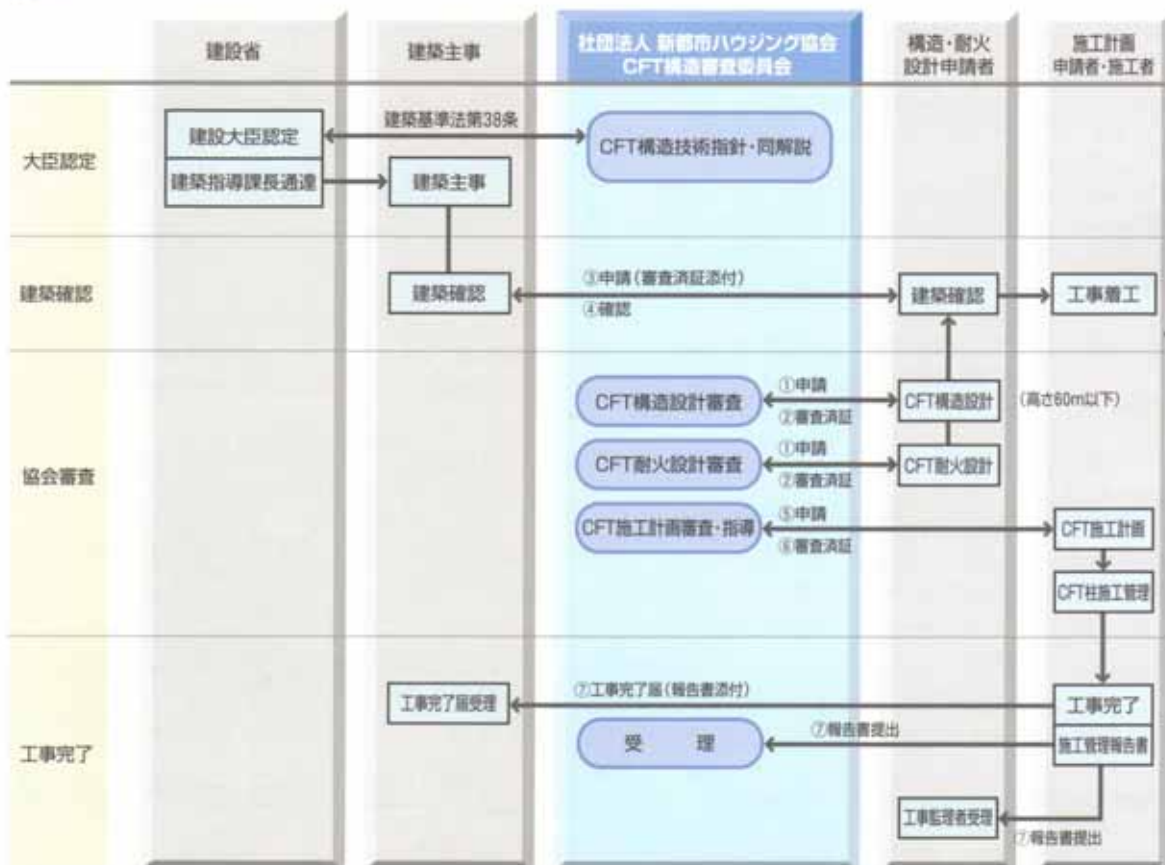 建設省
建築主事
社団法人 新都市ハウジング協会
CFT構造審査委員会
構造・耐火
設計申請者
施工計画
申請者・施工者
大臣認定
建設大臣認定
建築指導課長通達
建築基準法第38条
建築主事
CFT構造技術指針・同解説
建築確認
建築確認
③申請(審査済証添付)
④確認
建築確認
工事着工
協会審査
CFT構造設計審査
①申請
②審査済証
CFT構造設計
(高さ60m以下)
CFT耐火設計審査
①申請
②審査済証
CFT耐火設計
CFT施工計画審査・指導
⑤申請
⑥審査済証
CFT施工計画
CFT柱施工管理
工事完了
工事完了届受理
⑦工事完了届(報告書添付)
工事完了
受 理
⑦報告書提出
施工管理報告書
工事監理者受理
⑦報告書提出